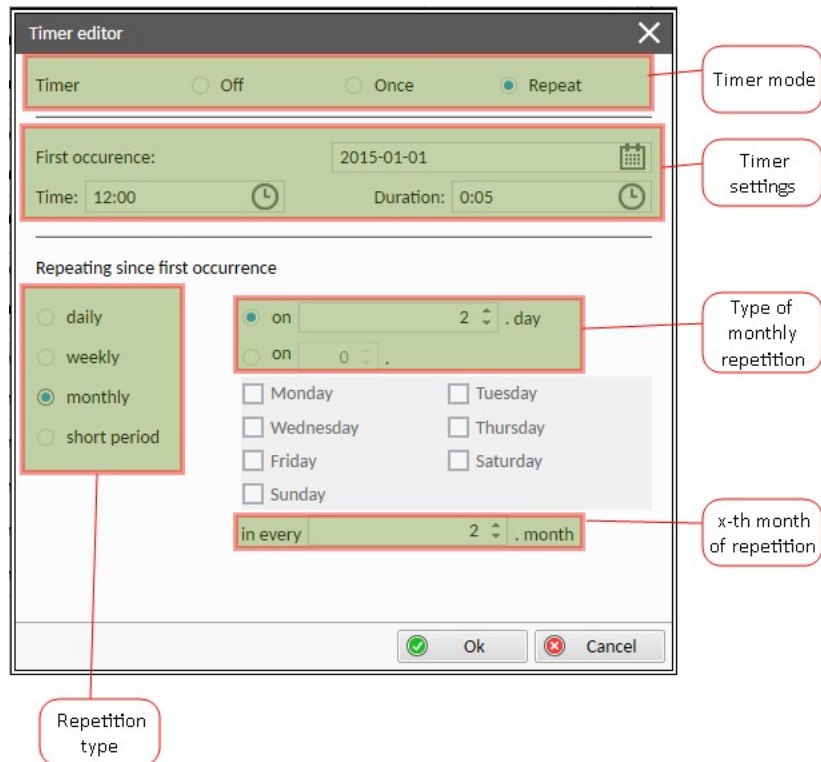 Timer editor
Timer Off Once Repeat
Timer mode
First occurence: 2015-01-01
Time: 12:00 Duration: 0:05
Timer
settings
Repeating since first occurrence
daily
weekly
monthly
short period
on 2 . day
on 0 .
Type of
monthly
repetition
Monday Tuesday
Wednesday Thursday
Friday Saturday
Sunday
in every 2 . month
x-th month
of repetition
Ok Cancel
Repetition
type